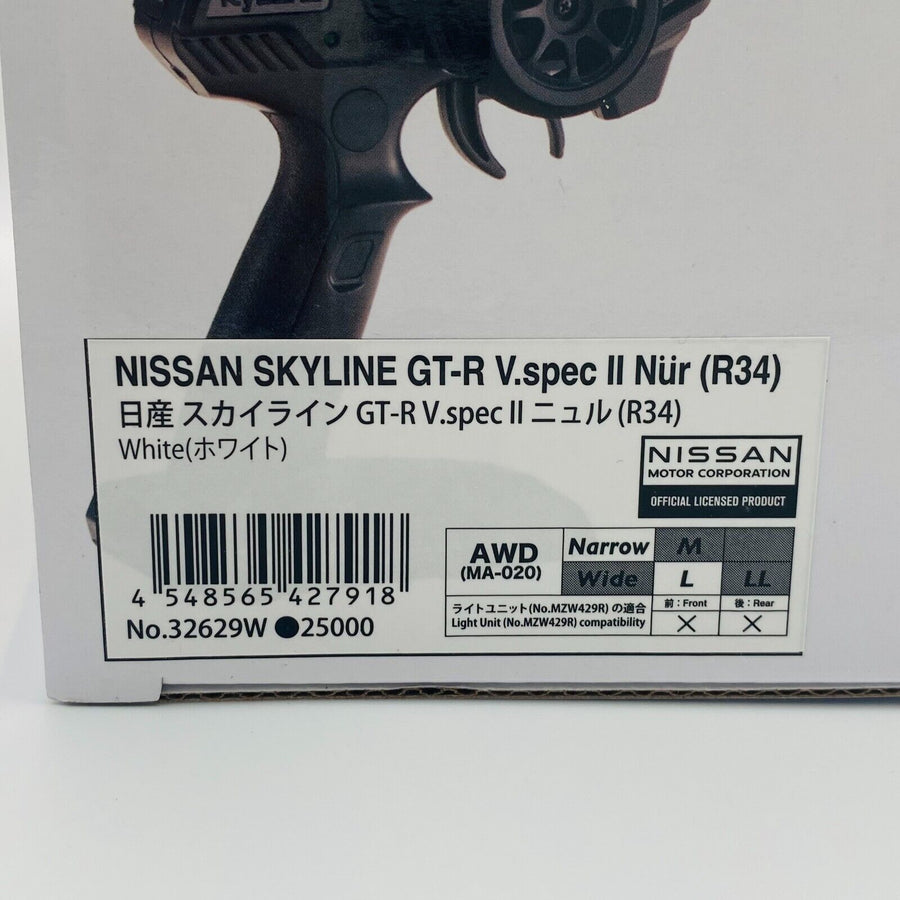 NISSAN SKYLINE GT-R V.spec II Nür (R34)
日産 スカイライン GT-R V.spec II ニュル (R34)
White(ホワイト)
NISSAN
MOTOR CORPORATION
OFFICIAL LICENSED PRODUCT
AWD
(MA-020)
Narrow M
Wide L LL
前：Front 後：Rear
ライトユニット(No.MZW429R) の適合
Light Unit (No.MZW429R) compatibility
× ×
4 548565 427918
No.32629W ●25000